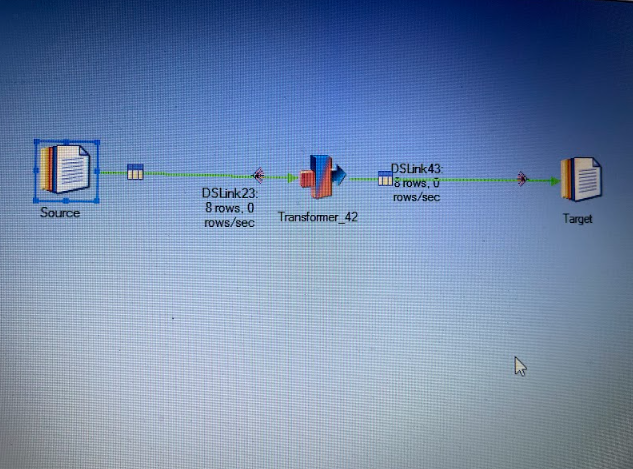 Source
DSLink23:
8 rows, 0
rows/sec
Transformer_42
DSLink43:
8 rows, 0
rows/sec
Target